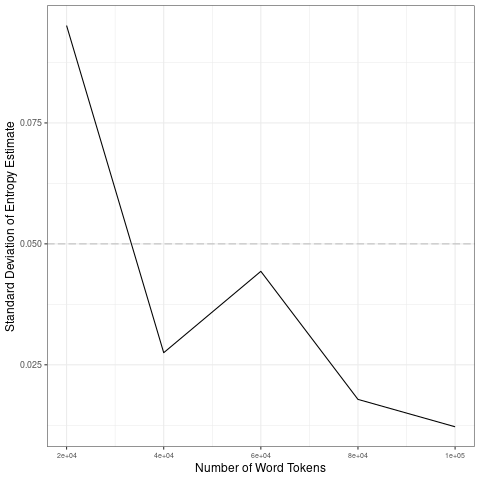 Standard Deviation of Entropy Estimate
0.075
0.050
0.025
2e+04 4e+04 6e+04 8e+04 1e+05
Number of Word Tokens